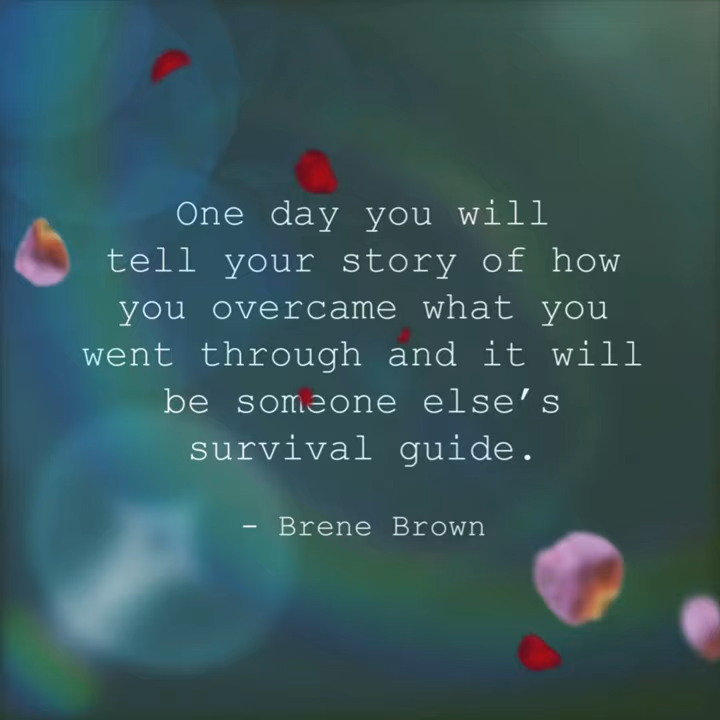 One day you will
tell your story of how
you overcame what you
went through and it will
be someone else’s
survival guide.
- Brene Brown